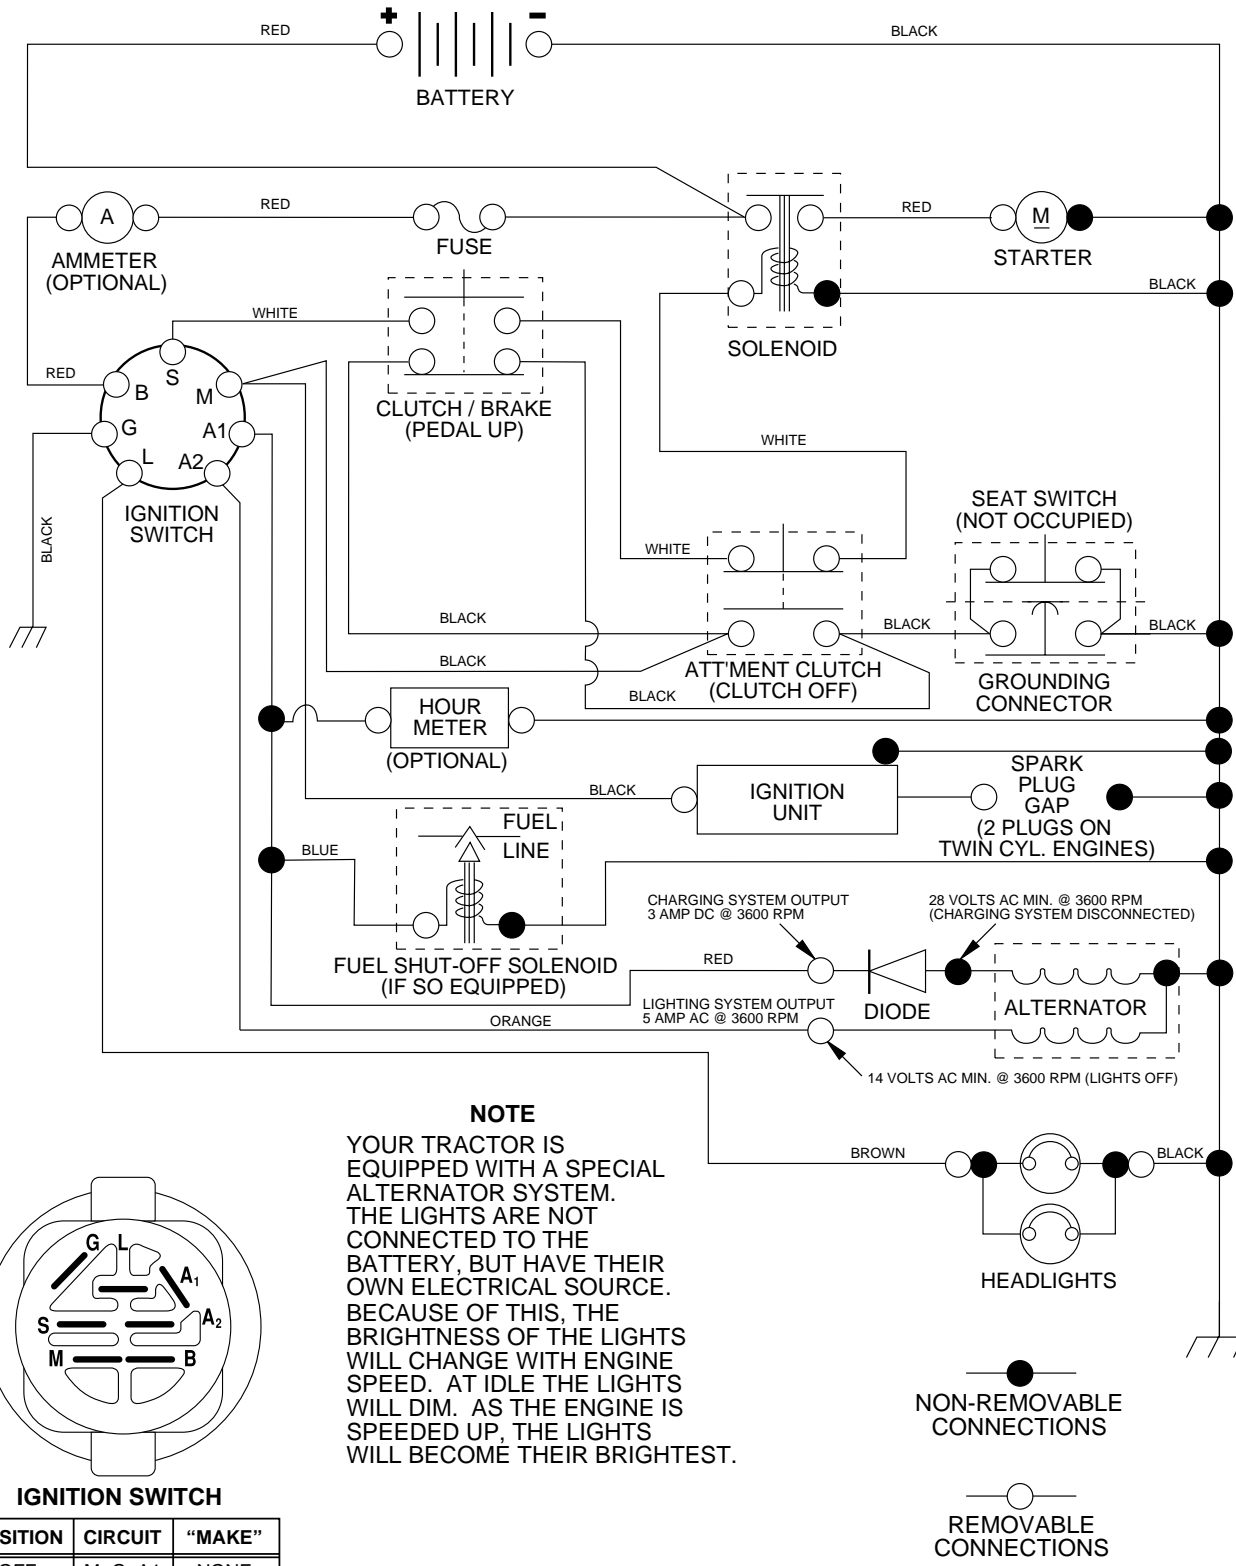 + -
RED
BLACK
BATTERY
A
RED
FUSE
RED
M
STARTER
AMMETER
(OPTIONAL)
BLACK
WHITE
SOLENOID
RED
S
B
M
G
A1
L
A2
CLUTCH / BRAKE
(PEDAL UP)
WHITE
IGNITION
SWITCH
BLACK
SEAT SWITCH
(NOT OCCUPIED)
WHITE
BLACK
BLACK
BLACK
BLACK
BLACK
ATT'MENT CLUTCH
(CLUTCH OFF)
GROUNDING
CONNECTOR
HOUR
METER
(OPTIONAL)
BLACK
IGNITION
UNIT
SPARK
PLUG
GAP
(2 PLUGS ON
TWIN CYL. ENGINES)
FUEL
LINE
BLUE
FUEL SHUT-OFF SOLENOID
(IF SO EQUIPPED)
CHARGING SYSTEM OUTPUT
3 AMP DC @ 3600 RPM
28 VOLTS AC MIN. @ 3600 RPM
(CHARGING SYSTEM DISCONNECTED)
RED
DIODE
ALTERNATOR
LIGHTING SYSTEM OUTPUT
5 AMP AC @ 3600 RPM
ORANGE
14 VOLTS AC MIN. @ 3600 RPM (LIGHTS OFF)
NOTE
YOUR TRACTOR IS
EQUIPPED WITH A SPECIAL
ALTERNATOR SYSTEM.
THE LIGHTS ARE NOT
CONNECTED TO THE
BATTERY, BUT HAVE THEIR
OWN ELECTRICAL SOURCE.
BECAUSE OF THIS, THE
BRIGHTNESS OF THE LIGHTS
WILL CHANGE WITH ENGINE
SPEED. AT IDLE THE LIGHTS
WILL DIM. AS THE ENGINE IS
SPEEDED UP, THE LIGHTS
WILL BECOME THEIR BRIGHTEST.
BROWN
BLACK
HEADLIGHTS
G L
A1
S
A2
M
B
IGNITION SWITCH
NON-REMOVABLE
CONNECTIONS
REMOVABLE
CONNECTIONS
SITION CIRCUIT "MAKE"